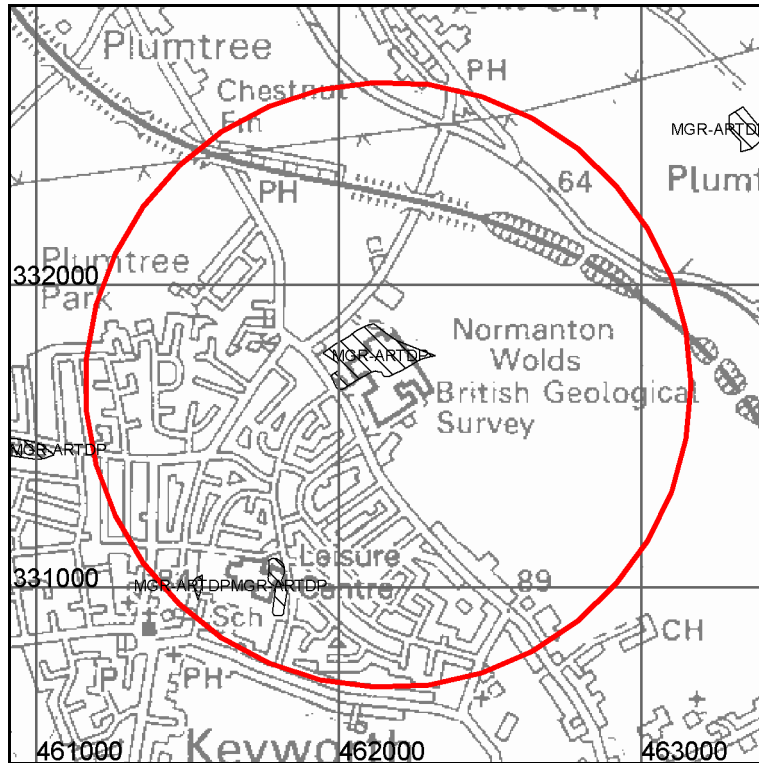 Plumtree
PH
Chestnut
Fm
MGR-ARTDP
PH
64
Plumt
Plumtree
Park
332000
Normanton
Wolds
MGR-ARTDP
British Geological
Survey
MGR-ARTDP
Leisure
Centre
331000
MGR-ARTDP
MGR-ARTDP
89
Sch
CH
P
PH
Keyworth
461000
462000
463000